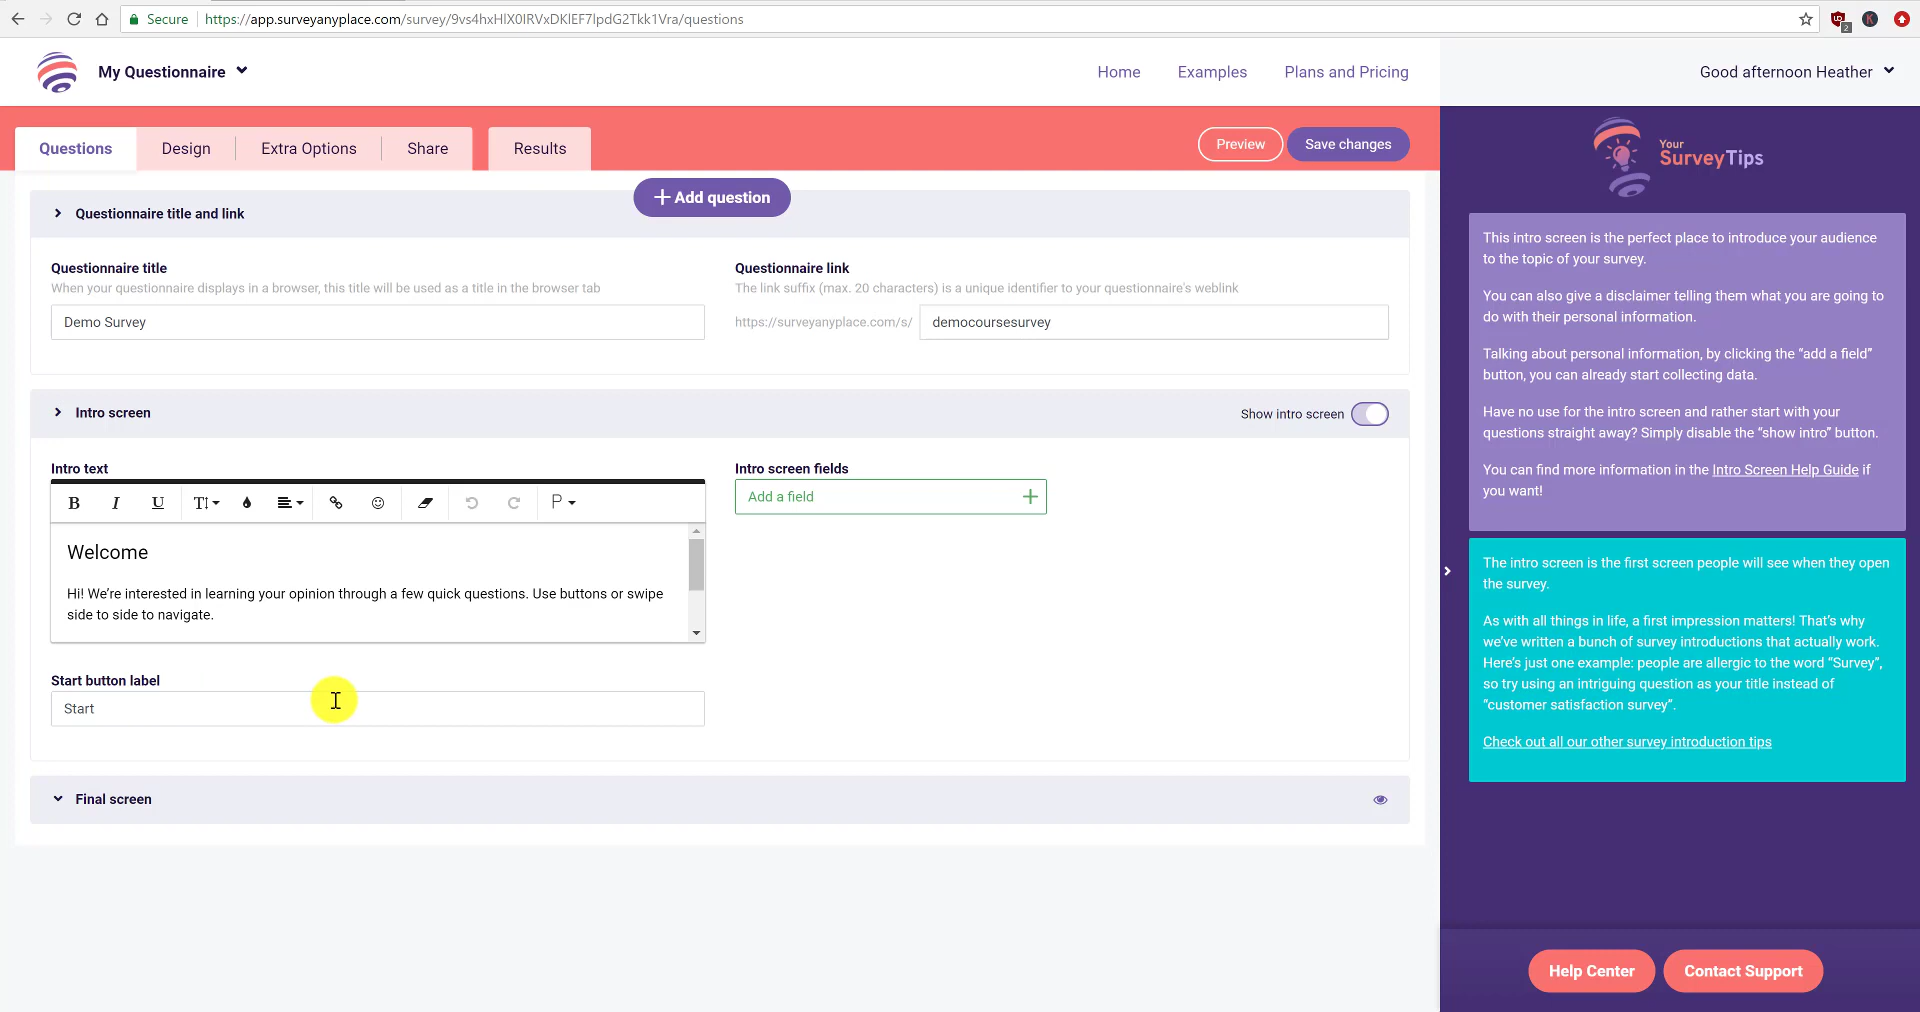 Secure
https://app.surveyanyplace.com/survey/9vs4hxHlX0IRVxDKlEF7lpdG2Tkk1Vra/questions
2
K
My Questionnaire
Home
Examples
Plans and Pricing
Good afternoon Heather
Questions
Design
Extra Options
Share
Results
Preview
Save changes
+ Add question
Questionnaire title and link
Questionnaire title
When your questionnaire displays in a browser, this title will be used as a title in the browser tab
Demo Survey
Questionnaire link
The link suffix (max. 20 characters) is a unique identifier to your questionnaire's weblink
https://surveyanyplace.com/s/
democoursesurvey
Intro screen
Show intro screen
Intro text
B I U T P
Welcome
Hi! We're interested in learning your opinion through a few quick questions. Use buttons or swipe
side to side to navigate.
Intro screen fields
Add a field +
Start button label
Start
Final screen
Your
SurveyTips
This intro screen is the perfect place to introduce your audience
to the topic of your survey.
You can also give a disclaimer telling them what you are going to
do with their personal information.
Talking about personal information, by clicking the “add a field”
button, you can already start collecting data.
Have no use for the intro screen and rather start with your
questions straight away? Simply disable the “show intro” button.
You can find more information in the Intro Screen Help Guide if
you want!
The intro screen is the first screen people will see when they open
the survey.
As with all things in life, a first impression matters! That’s why
we’ve written a bunch of survey introductions that actually work.
Here’s just one example: people are allergic to the word “Survey”,
so try using an intriguing question as your title instead of
“customer satisfaction survey”.
Check out all our other survey introduction tips
Help Center
Contact Support